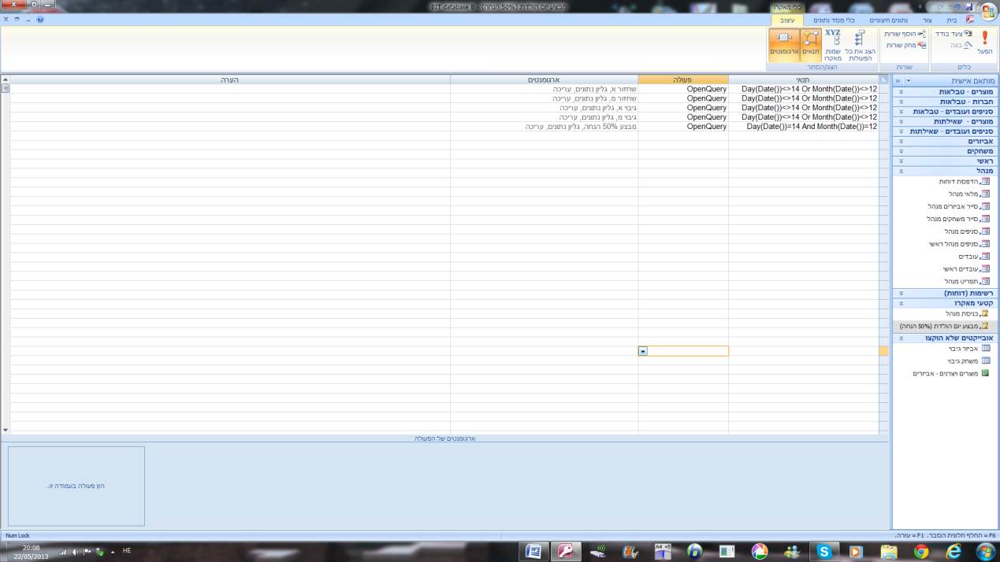 מבצע יום הולדת (50% הנחה) : BIT database B -
כלי מאקרו
בית
צור
נתונים חיצוניים
כלי מסד נתונים
עיצוב
הפעל
צעד בודד
בונה
כלים
הוסף שורות
מחק שורות
שורות
הצג את כל הפעולות
שמות מאקרו
תנאים
ארגומנטים
הצג/הסתר
מותאם אישית
מוצרים - טבלאות
חברות - טבלאות
סניפים ועובדים - טבלאות
מוצרים - שאילתות
סניפים ועובדים - שאילתות
אביזרים
משחקים
ראשי
מנהל
הדפסת דוחות
מלאי מנהל
סייר אביזרים מנהל
סייר משחקים מנהל
סניפים מנהל
סניפים מנהל ראשי
עובדים
עובדים ראשי
תפריט מנהל
רשימות (דוחות)
קטעי מאקרו
כניסת מנהל
מבצע יום הולדת (50% הנחה)
אובייקטים שלא הוקצו
אביזר גיבוי
משחק גיבוי
מוצרים ויצרנים - אביזרים
תנאי פעולה ארגומנטים הערה
Day(Date())<>14 Or Month(Date())<>12 OpenQuery שחזור א, גליון נתונים, עריכה
Day(Date())<>14 Or Month(Date())<>12 OpenQuery שחזור מ, גליון נתונים, עריכה
Day(Date())<>14 Or Month(Date())<>12 OpenQuery גיבוי א, גליון נתונים, עריכה
Day(Date())<>14 Or Month(Date())<>12 OpenQuery גיבוי מ, גליון נתונים, עריכה
Day(Date())=14 And Month(Date())=12 OpenQuery מבצע 50% הנחה, גליון נתונים, עריכה
ארגומנטים של הפעולה
הזן פעולה בעמודה זו.
F6 = החלף חלונית הסבר. F1 = עזרה.
Num Lock
HE
20:08
22/05/2013